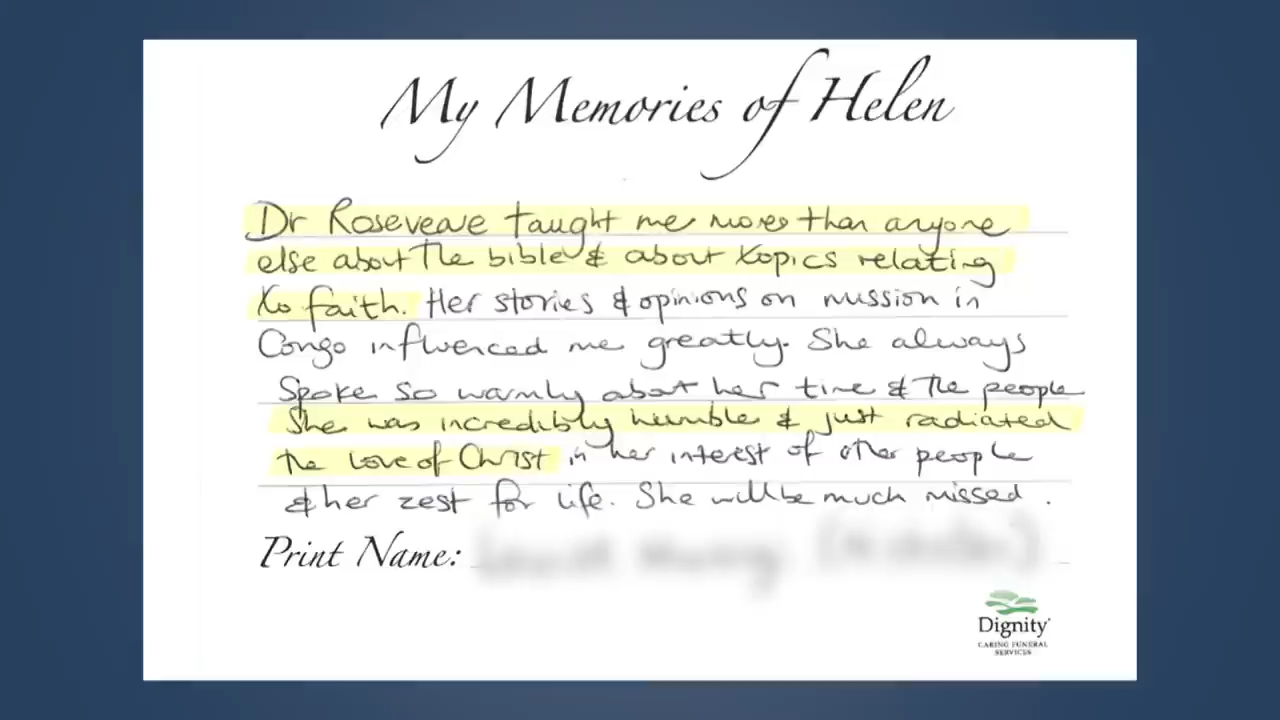 My Memories of Helen
Dr Roseveare taught me more than anyone
else about the bible & about topics relating
to faith. Her stories & opinions on mission in
Congo influenced me greatly. She always
spoke so warmly about her time & the people
She was incredibly humble & just radiated
the love of Christ in her interest of other people
& her zest for life. She will be much missed.
Print Name:
Dignity
CARING FUNERAL
SERVICES